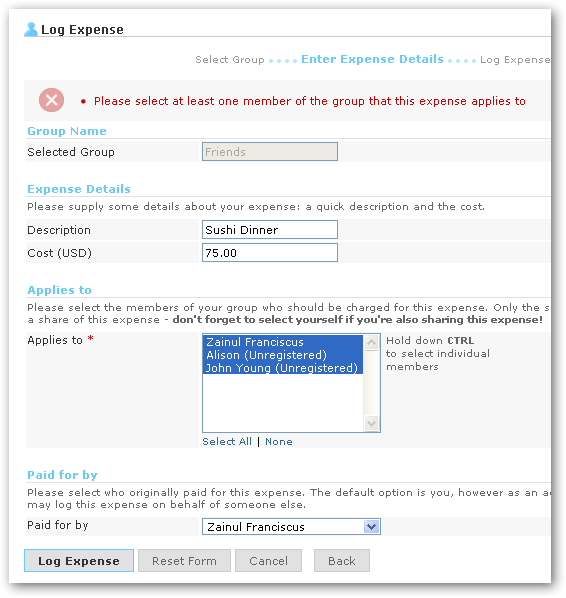 Log Expense
Select Group Enter Expense Details Log Expense
• Please select at least one member of the group that this expense applies to
Group Name
Selected Group Friends
Expense Details
Please supply some details about your expense: a quick description and the cost.
Description Sushi Dinner
Cost (USD) 75.00
Applies to
Please select the members of your group who should be charged for this expense. Only the s
a share of this expense - don't forget to select yourself if you're also sharing this expense!
Applies to * Zainul Franciscus Hold down CTRL
Alison (Unregistered) to select individual
John Young (Unregistered) members
Select All | None
Paid for by
Please select who originally paid for this expense. The default option is you, however as an a
may log this expense on behalf of someone else.
Paid for by Zainul Franciscus
Log Expense Reset Form Cancel Back